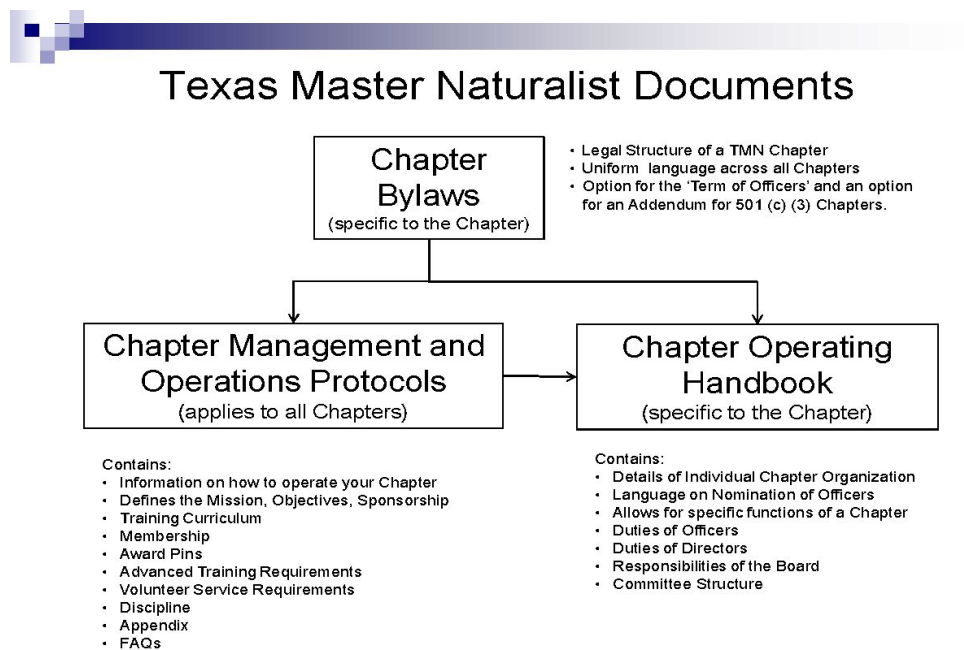 Texas Master Naturalist Documents
Chapter
Bylaws
(specific to the Chapter)
• Legal Structure of a TMN Chapter
• Uniform language across all Chapters
• Option for the ‘Term of Officers’ and an option
for an Addendum for 501 (c) (3) Chapters.
Chapter Management and
Operations Protocols
(applies to all Chapters)
Chapter Operating
Handbook
(specific to the Chapter)
Contains:
• Information on how to operate your Chapter
• Defines the Mission, Objectives, Sponsorship
• Training Curriculum
• Membership
• Award Pins
• Advanced Training Requirements
• Volunteer Service Requirements
• Discipline
• Appendix
• FAQs
Contains:
• Details of Individual Chapter Organization
• Language on Nomination of Officers
• Allows for specific functions of a Chapter
• Duties of Officers
• Duties of Directors
• Responsibilities of the Board
• Committee Structure